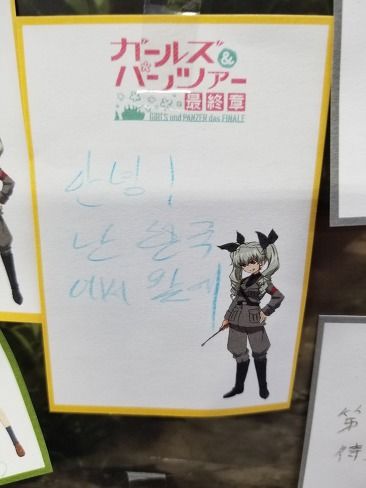 ガールズ&
パンツァー
最終章
GIRLS und PANZER das FINALE
안녕!
난 한국
에서 왔어
第